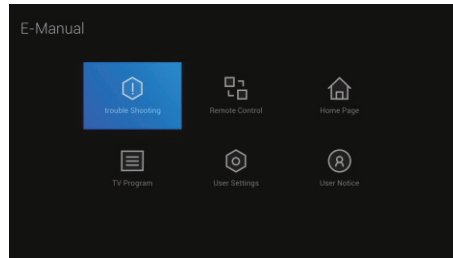 E-Manual
trouble Shooting
Remote Control
Home Page
TV Program
User Settings
User Notice